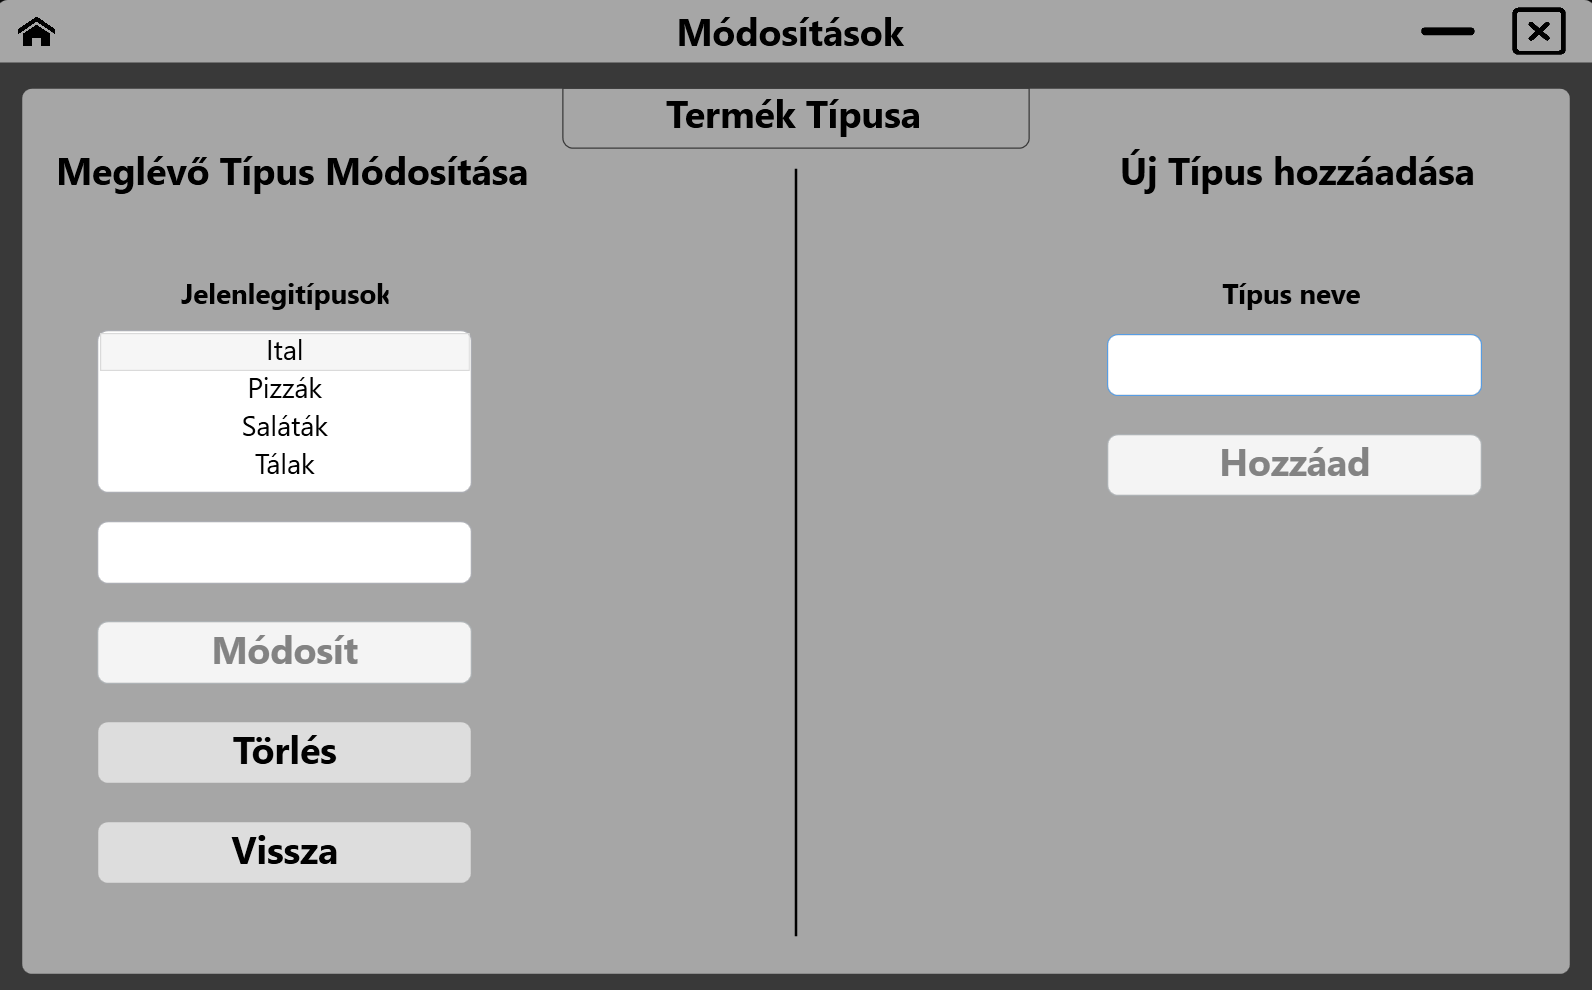 Módosítások
Termék Típusa
Meglévő Típus Módosítása
Jelenlegitípusok
Ital
Pizzák
Saláták
Tálak
Módosít
Törlés
Vissza
Új Típus hozzáadása
Típus neve
Hozzáad